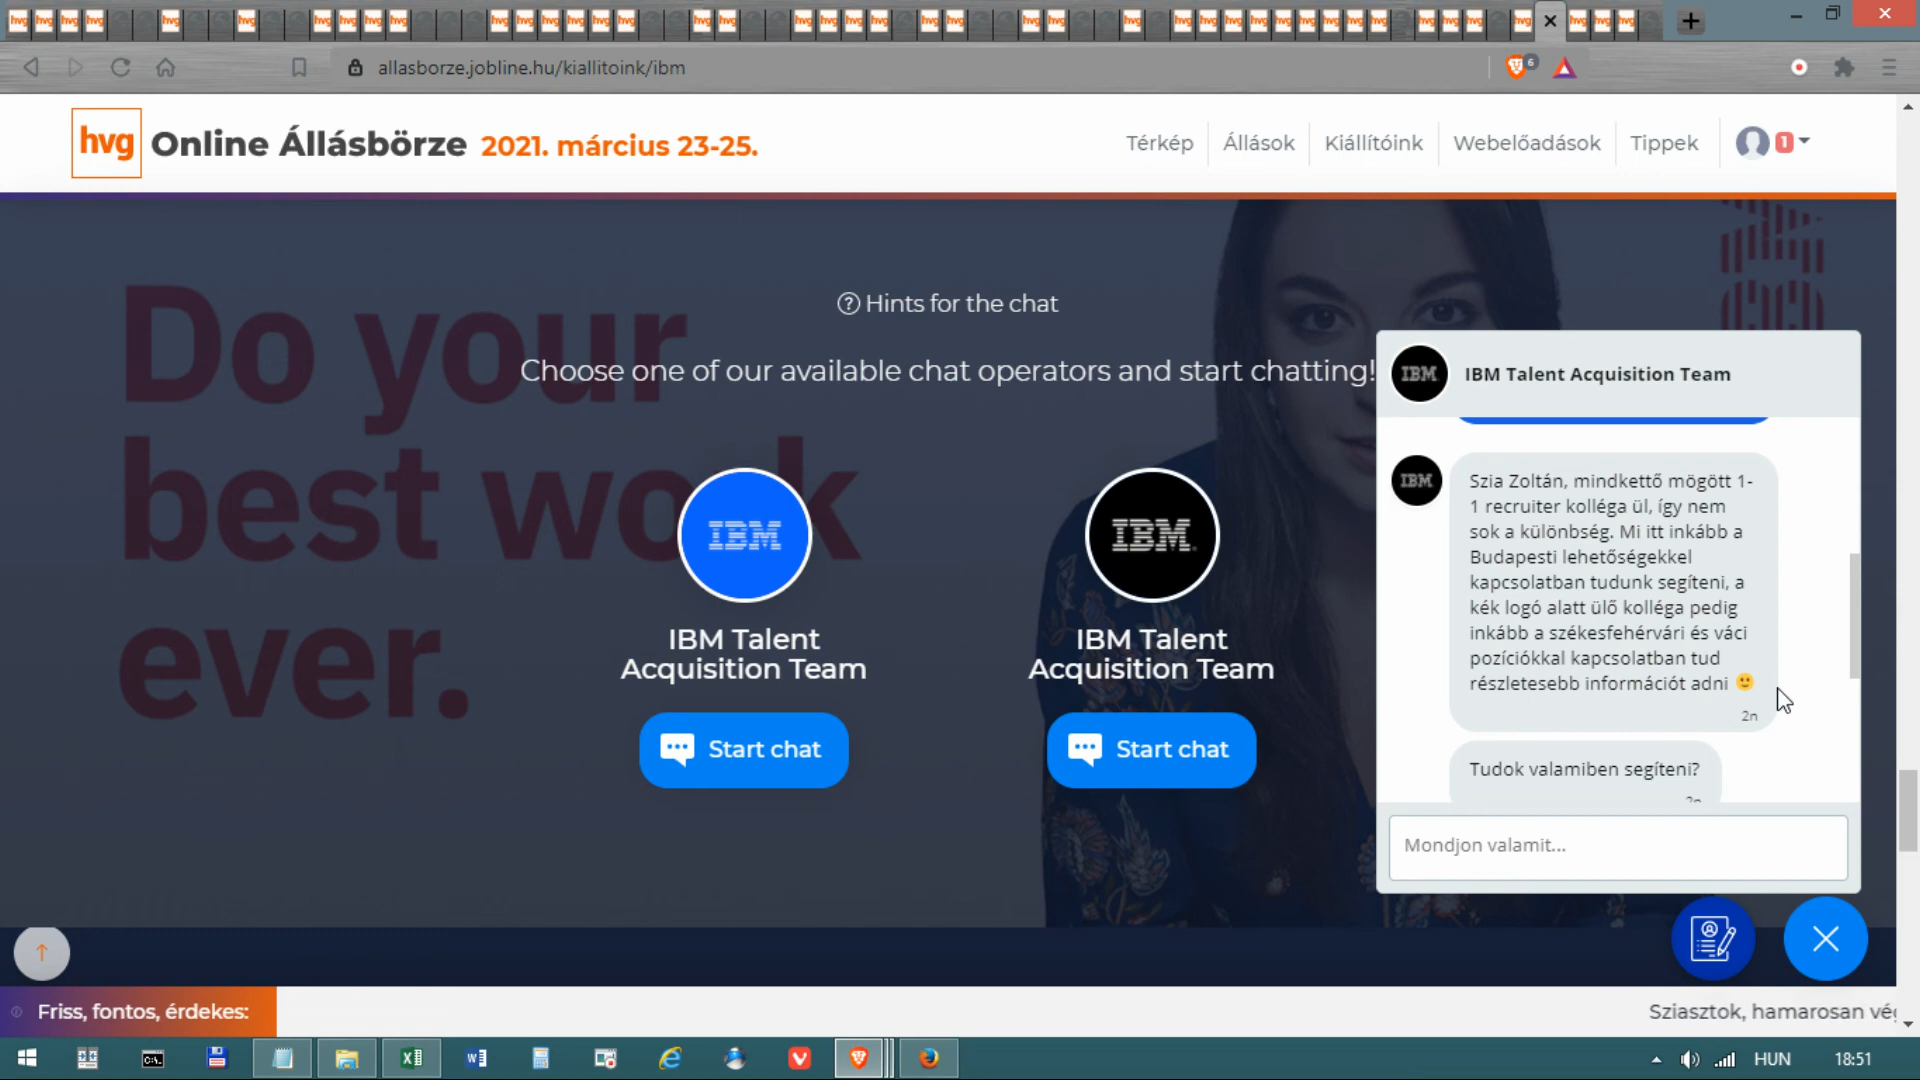 allasborze.jobline.hu/kiallitoink/ibm
6
hvg Online Állásbörze 2021. március 23-25.
Térkép
Állások
Kiállítóink
Webelőadások
Tippek
1
Do your
best work
ever.
IBM
Hints for the chat
Choose one of our available chat operators and start chatting!
IBM
IBM Talent
Acquisition Team
Start chat
IBM
IBM Talent
Acquisition Team
Start chat
IBM
IBM Talent Acquisition Team
IBM
Szia Zoltán, mindkettő mögött 1-
1 recruiter kolléga ül, így nem
sok a különbség. Mi itt inkább a
Budapesti lehetőségekkel
kapcsolatban tudunk segíteni, a
kék logó alatt ülő kolléga pedig
inkább a székesfehérvári és váci
pozíciókkal kapcsolatban tud
részletesebb információt adni 🙂
2n
Tudok valamiben segíteni?
2n
Mondjon valamit...
Friss, fontos, érdekes:
Sziasztok, hamarosan
HUN
18:51